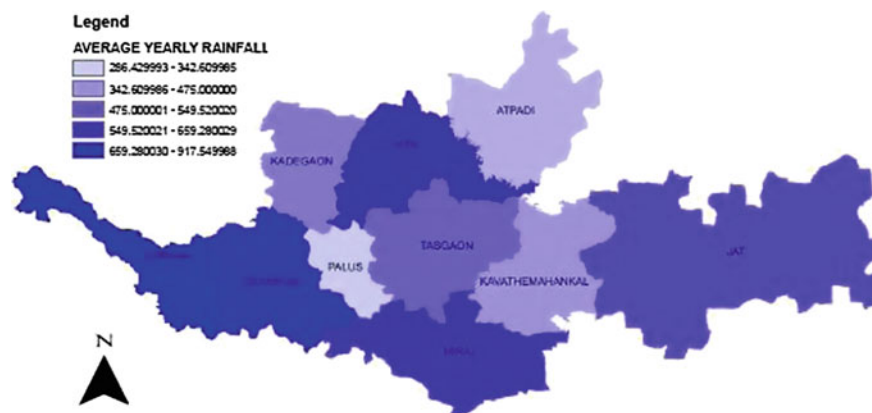 Legend
AVERAGE YEARLY RAINFALL
286.429993 - 342.609985
342.609986 - 475.000000
475.000001 - 549.520020
549.520021 - 659.280029
659.280030 - 917.549988
ATPADI
KADEGAON
TASGAON
PALUS
JAT
KAVATHEMAHANKAL
MIRAJ
N